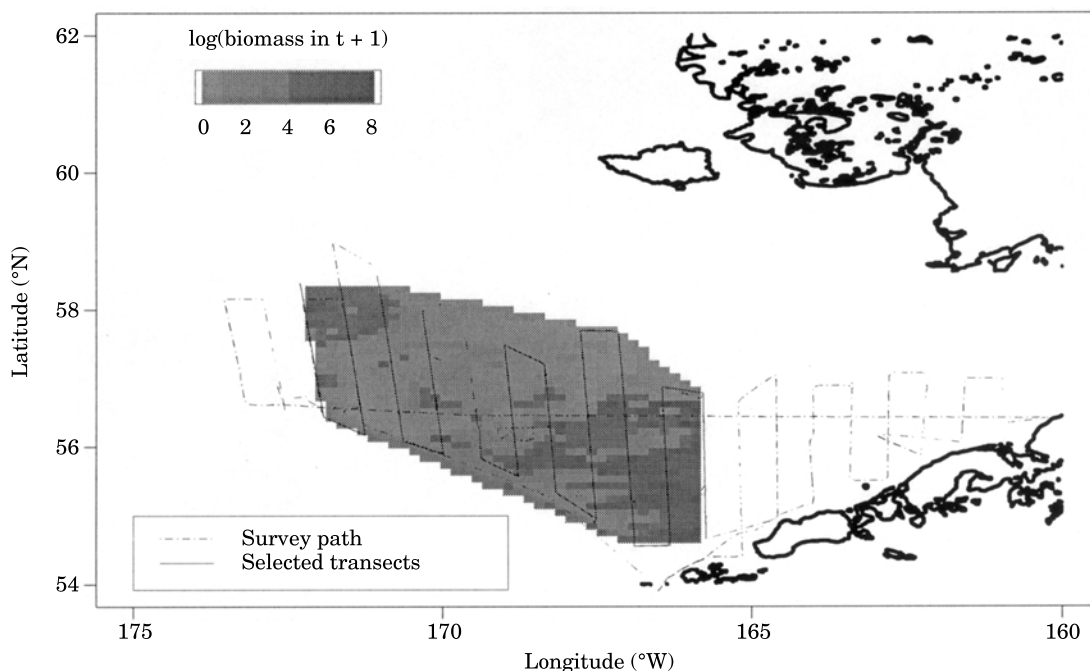 62
log(biomass in t + 1)
0 2 4 6 8
60
58
Latitude (°N)
56
Survey path
Selected transects
54
175 170 165 160
Longitude (°W)